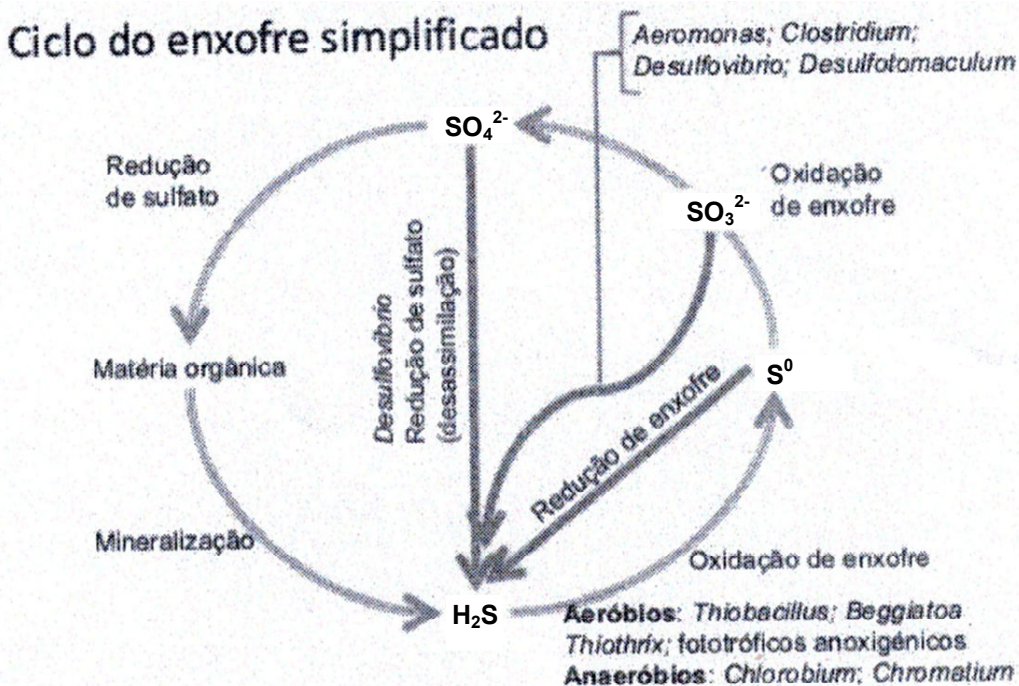 Ciclo do enxofre simplificado
Aeromonas; Clostridium;
Desulfovibrio; Desulfotomaculum
SO₄²⁻
Redução
de sulfato
Oxidação
de enxofre
SO₃²⁻
Desulfovibrio
Redução de sulfato
(desassimilação)
Matéria orgânica
S⁰
Redução de enxofre
Mineralização
Oxidação de enxofre
H₂S
Aeróbios: Thiobacillus; Beggiatoa
Thiothrix; fototróficos anoxigénicos
Anaeróbios: Chlorobium; Chromatium